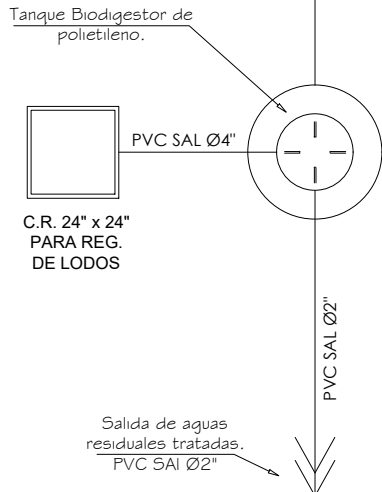 Tanque Biodigestor de
polietileno.
PVC SAL Ø4"
C.R. 24" x 24"
PARA REG.
DE LODOS
PVC SAL Ø2"
Salida de aguas
residuales tratadas.
PVC SAl Ø2"